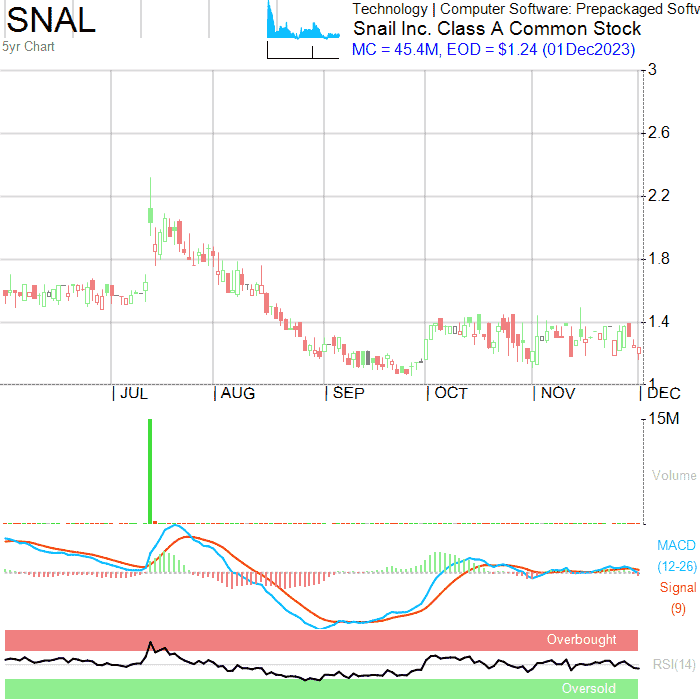 SNAL
5yr Chart
Technology | Computer Software: Prepackaged Softw
Snail Inc. Class A Common Stock
MC = 45.4M, EOD = $1.24 (01Dec2023)
3
2.6
2.2
1.8
1.4
1
JUL
AUG
SEP
OCT
NOV
DEC
15M
Volume
MACD
(12-26)
Signal
(9)
Overbought
RSI(14)
Oversold